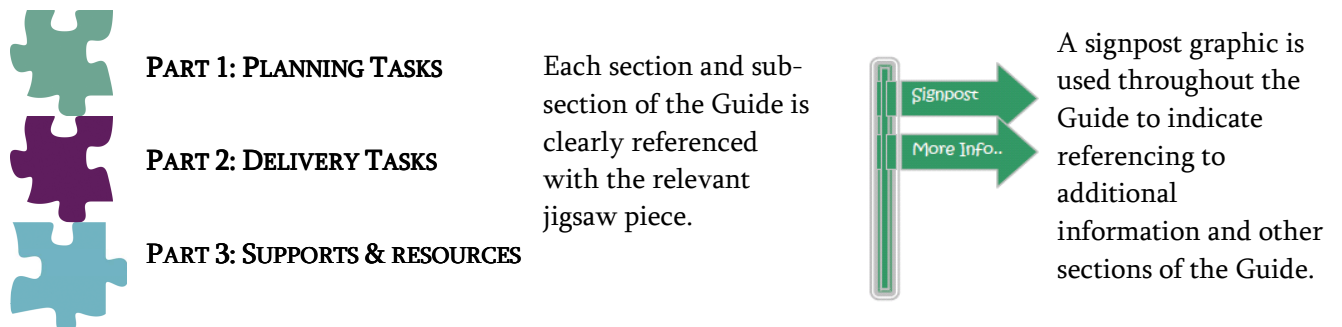 PART 1: PLANNING TASKS
PART 2: DELIVERY TASKS
PART 3: SUPPORTS & RESOURCES
Each section and sub-
section of the Guide is
clearly referenced
with the relevant
jigsaw piece.
Signpost
More Info..
A signpost graphic is
used throughout the
Guide to indicate
referencing to
additional
information and other
sections of the Guide.